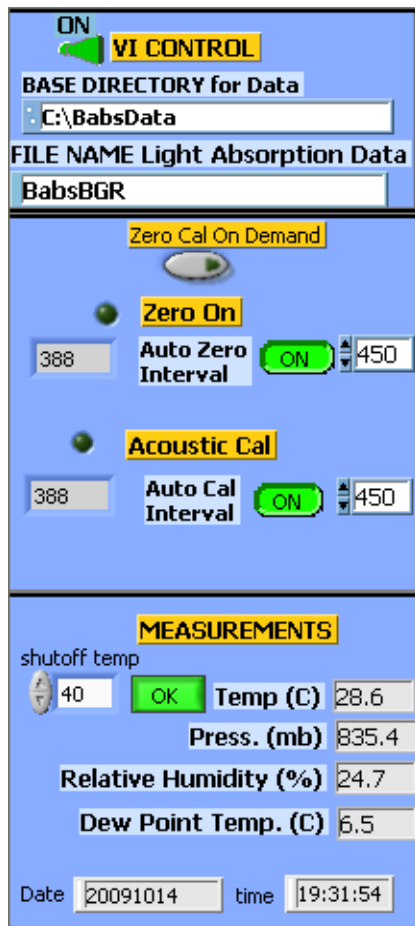 ON
VI CONTROL
BASE DIRECTORY for Data
C:\BabsData
FILE NAME Light Absorption Data
BabsBGR
Zero Cal On Demand
Zero On
388
Auto Zero Interval
ON
450
Acoustic Cal
388
Auto Cal Interval
ON
450
MEASUREMENTS
shutoff temp
40
OK
Temp (C) 28.6
Press. (mb) 835.4
Relative Humidity (%) 24.7
Dew Point Temp. (C) 6.5
Date 20091014 time 19:31:54